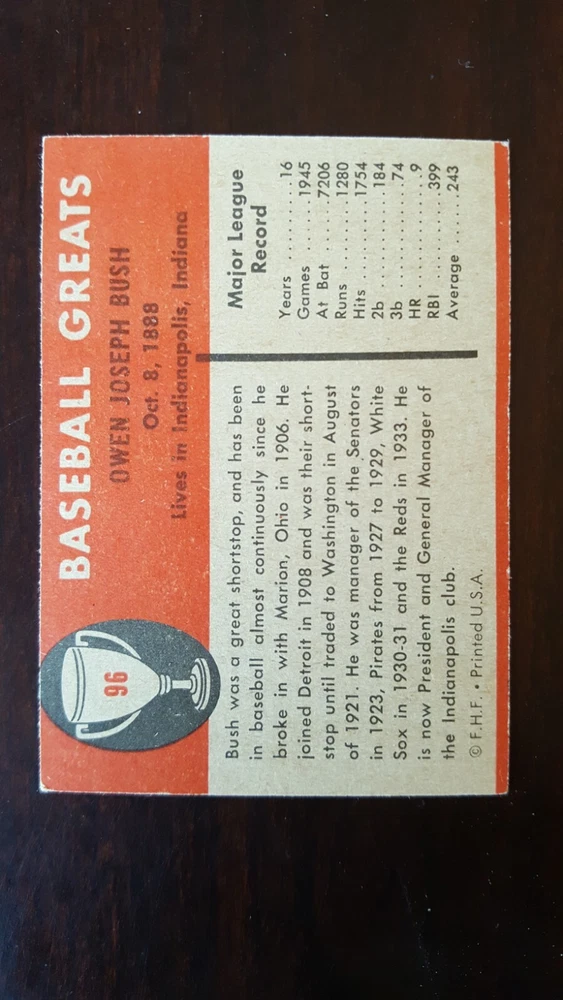 BASEBALL GREATS
96
OWEN JOSEPH BUSH
Oct. 8, 1888
Lives in Indianapolis, Indiana
Bush was a great shortstop, and has been
in baseball almost continuously since he
broke in with Marion, Ohio in 1906. He
joined Detroit in 1908 and was their short-
stop until traded to Washington in August
of 1921. He was manager of the Senators
in 1923, Pirates from 1927 to 1929, White
Sox in 1930-31 and the Reds in 1933. He
is now President and General Manager of
the Indianapolis club.
© F.H.F. • Printed U.S.A.
Major League
Record
Years ..........16
Games .....1945
At Bat .....7206
Runs ......1280
Hits .......1754
2b .........184
3b ..........74
HR ...........9
RBI ........399
Average .....243